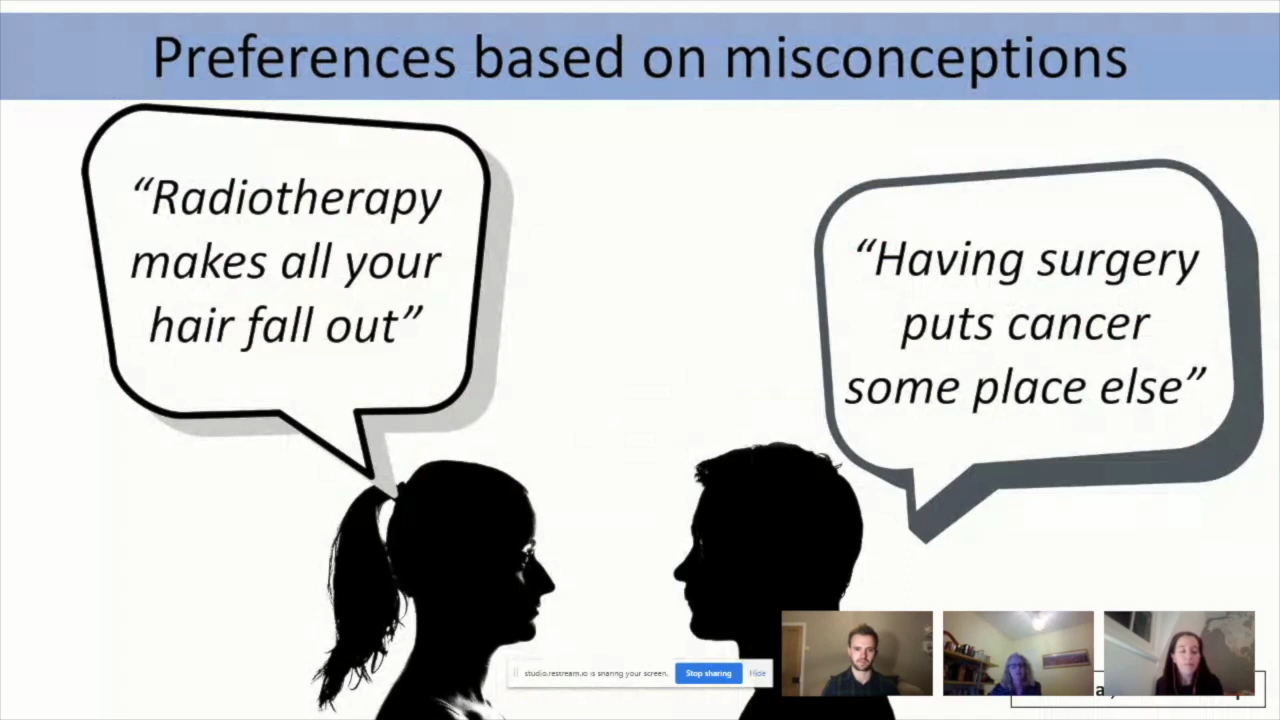 Preferences based on misconceptions
“Radiotherapy
makes all your
hair fall out”
“Having surgery
puts cancer
some place else”
studio.restream.io is sharing your screen.
Stop sharing
Hide